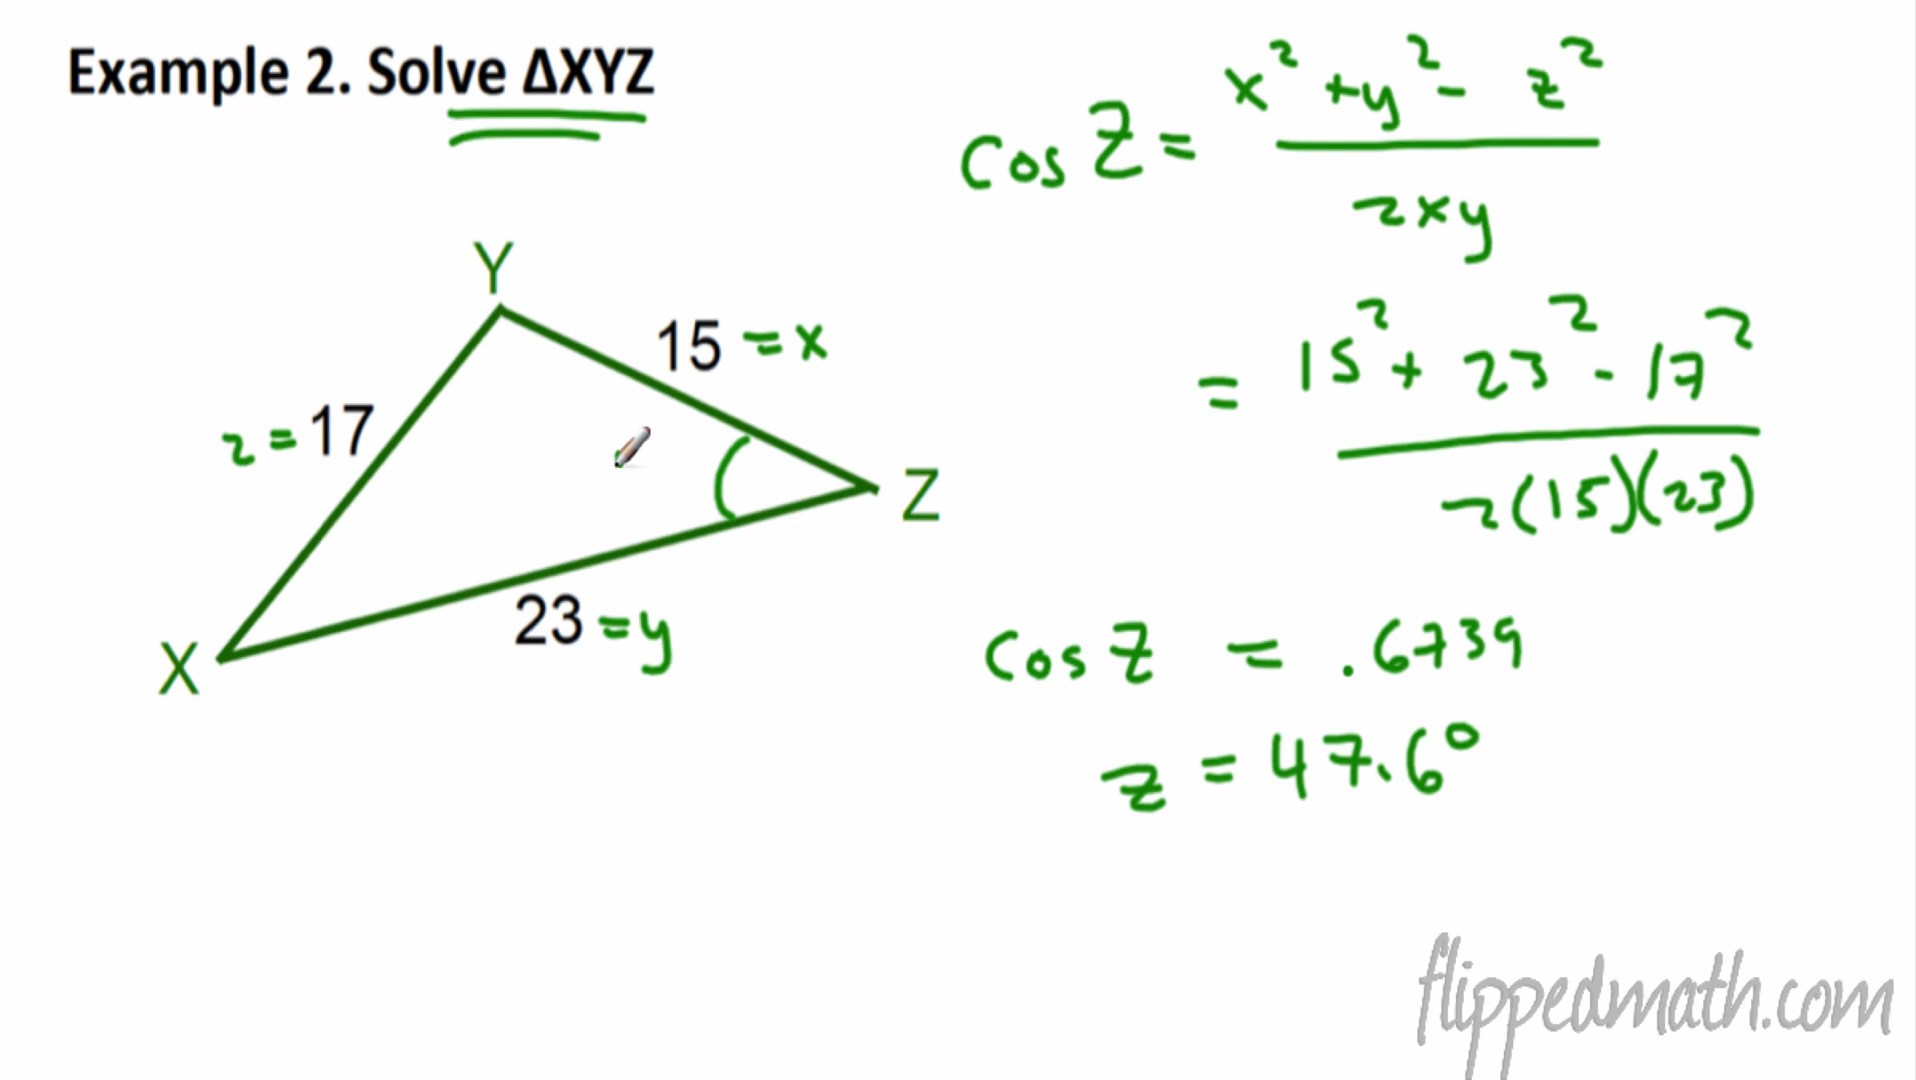 Example 2. Solve ΔXYZ
Y
15 = x
z = 17
Z
23 = y
X
Cos Z = x² + y² - z²
2xy
= 15² + 23² - 17²
2(15)(23)
Cos Z = .6739
z = 47.6°
flippedmath.com